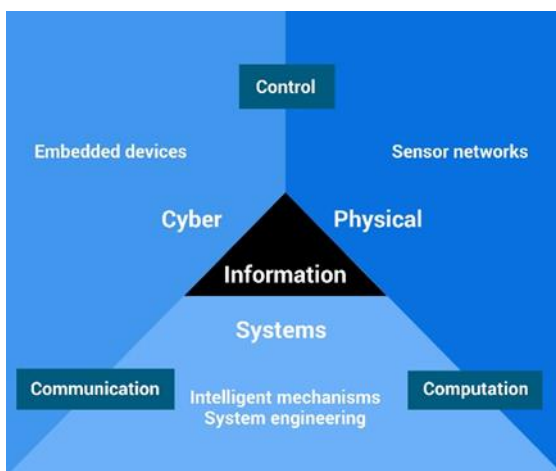 Control
Embedded devices
Sensor networks
Cyber
Physical
Information
Systems
Communication
Intelligent mechanisms
System engineering
Computation